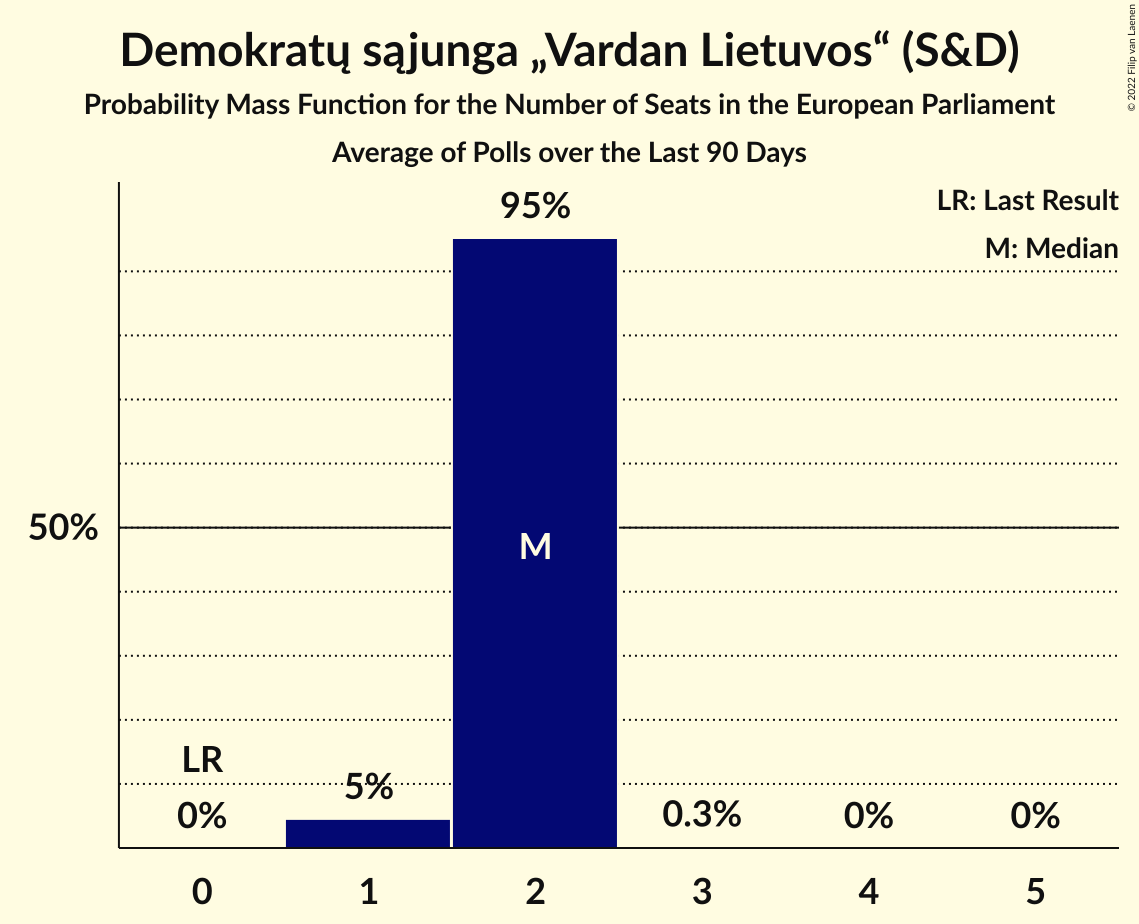 Demokratų sąjunga „Vardan Lietuvos“ (S&D)
Probability Mass Function for the Number of Seats in the European Parliament
Average of Polls over the Last 90 Days
© 2022 Filip van Laenen
LR: Last Result
M: Median
95%
50%
M
LR
0%
5%
0.3%
0%
0%
0 1 2 3 4 5